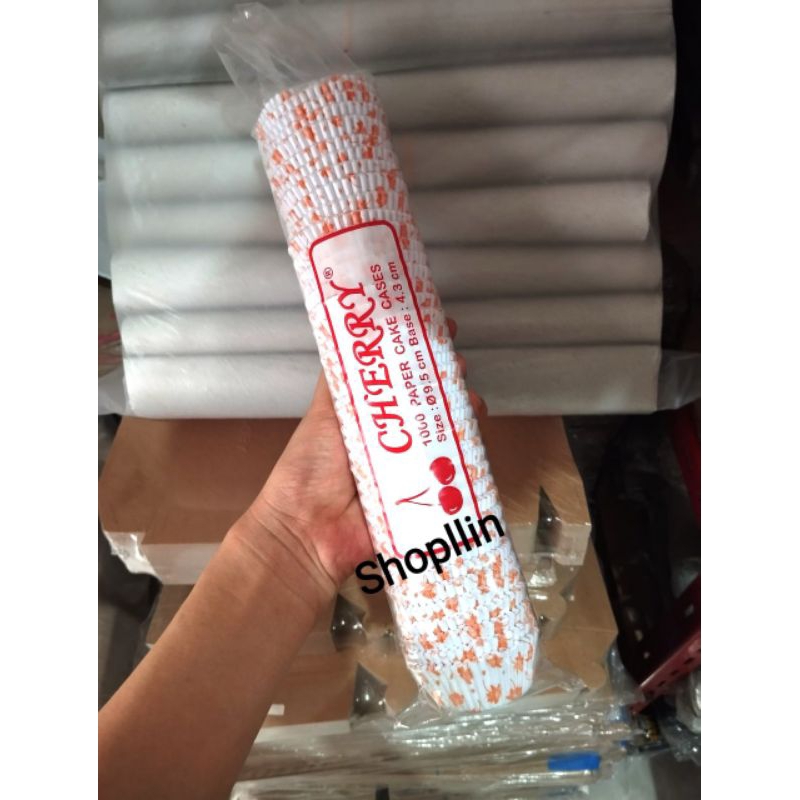 CHERRY®
1000 PAPER CAKE CASES
Size : Ø9.5 cm Base : 4.3 cm
Shopllin